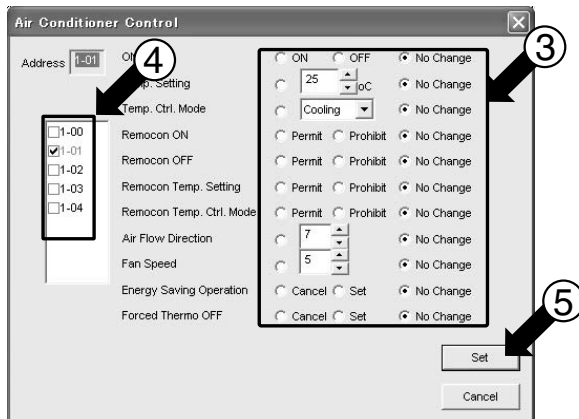 Air Conditioner Control
③
④
Address 1-01
ON OFF No Change
Temp. Setting 25 oC No Change
Temp. Ctrl. Mode Cooling No Change
1-00
1-01
1-02
1-03
1-04
Remocon ON Permit Prohibit No Change
Remocon OFF Permit Prohibit No Change
Remocon Temp. Setting Permit Prohibit No Change
Remocon Temp. Ctrl. Mode Permit Prohibit No Change
Air Flow Direction 7 No Change
Fan Speed 5 No Change
Energy Saving Operation Cancel Set No Change
Forced Thermo OFF Cancel Set No Change
⑤
Set
Cancel